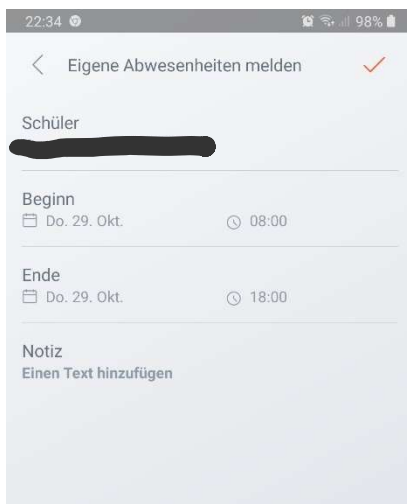 22:34 98%
Eigene Abwesenheiten melden
Schüler
Beginn
Do. 29. Okt. 08:00
Ende
Do. 29. Okt. 18:00
Notiz
Einen Text hinzufügen